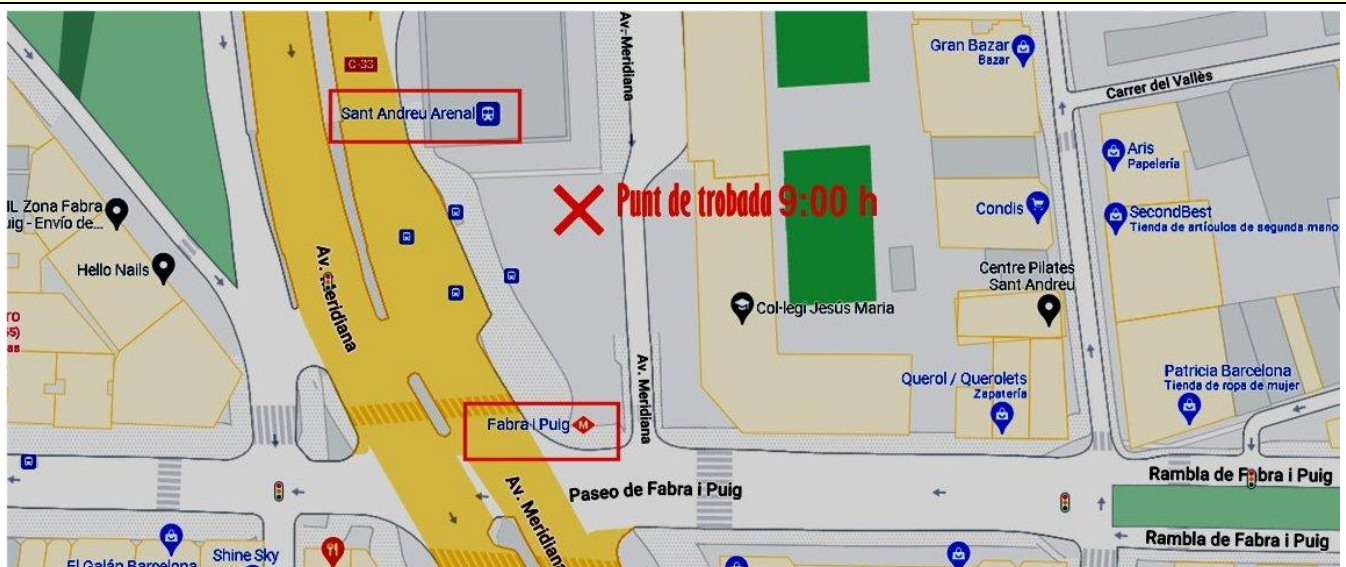 Av. Meridiana
C-33
Gran Bazar
Bazar
Carrer del Vallès
Sant Andreu Arenal
Aris
Papelería
Punt de trobada 9:00 h
IL Zona Fabra
uig - Envío de...
Condis
SecondBest
Tienda de artículos de segunda mano
Hello Nails
Av. Meridiana
Centre Pilates
Sant Andreu
Col·legi Jesús Maria
TO
as
Av. Meridiana
Querol / Querolets
Zapatería
Patricia Barcelona
Tienda de ropa de mujer
Fabra i Puig
M
Paseo de Fabra i Puig
Rambla de Fabra i Puig
Av. Meridiana
Rambla de Fabra i Puig
El Galán Barcelona
Shine Sky